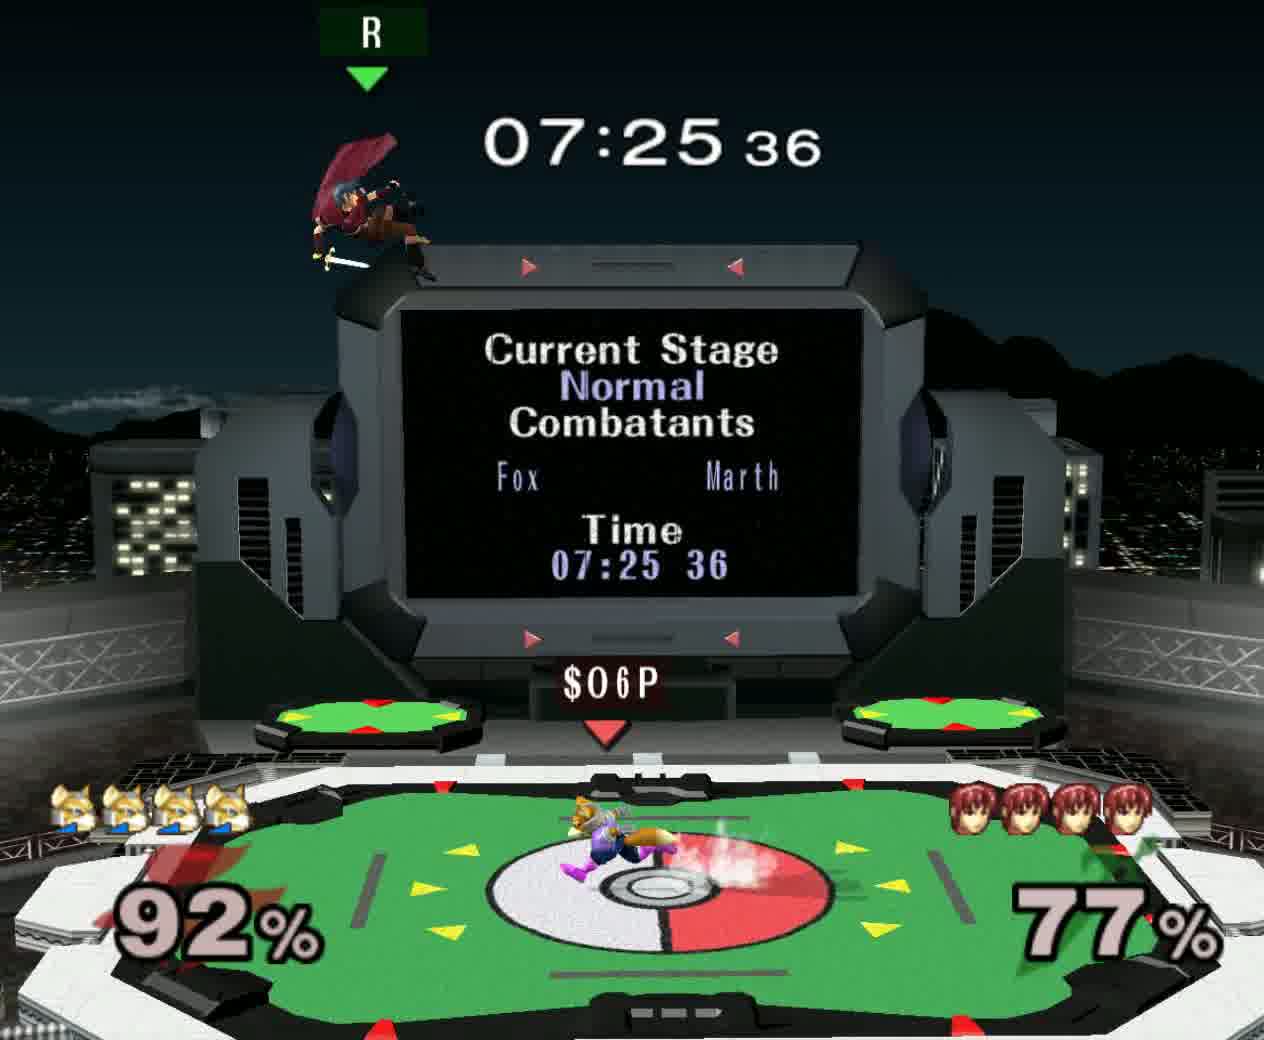 R
07:25 36
Current Stage
Normal
Combatants
Fox Marth
Time
07:25 36
$06P
92%
77%